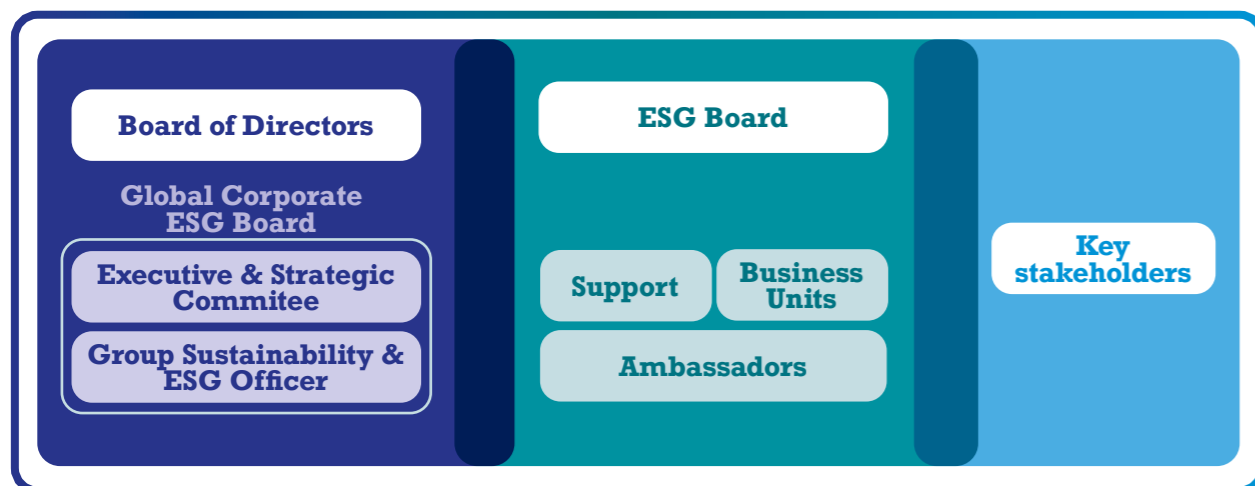 Board of Directors
Global Corporate
ESG Board
Executive & Strategic
Commitee
Group Sustainability &
ESG Officer
ESG Board
Support
Business
Units
Ambassadors
Key
stakeholders